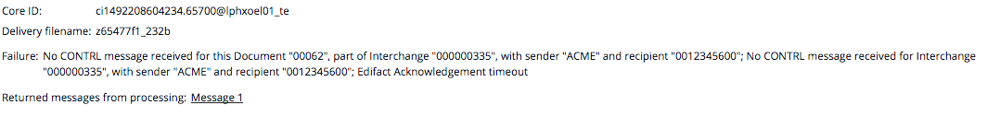 Core ID: ci1492208604234.65700@lphxoel01_te
Delivery filename: z65477f1_232b
Failure: No CONTRL message received for this Document "00062", part of Interchange "000000335", with sender "ACME" and recipient "0012345600"; No CONTRL message received for Interchange
"000000335", with sender "ACME" and recipient "0012345600"; Edifact Acknowledgement timeout
Returned messages from processing: Message 1